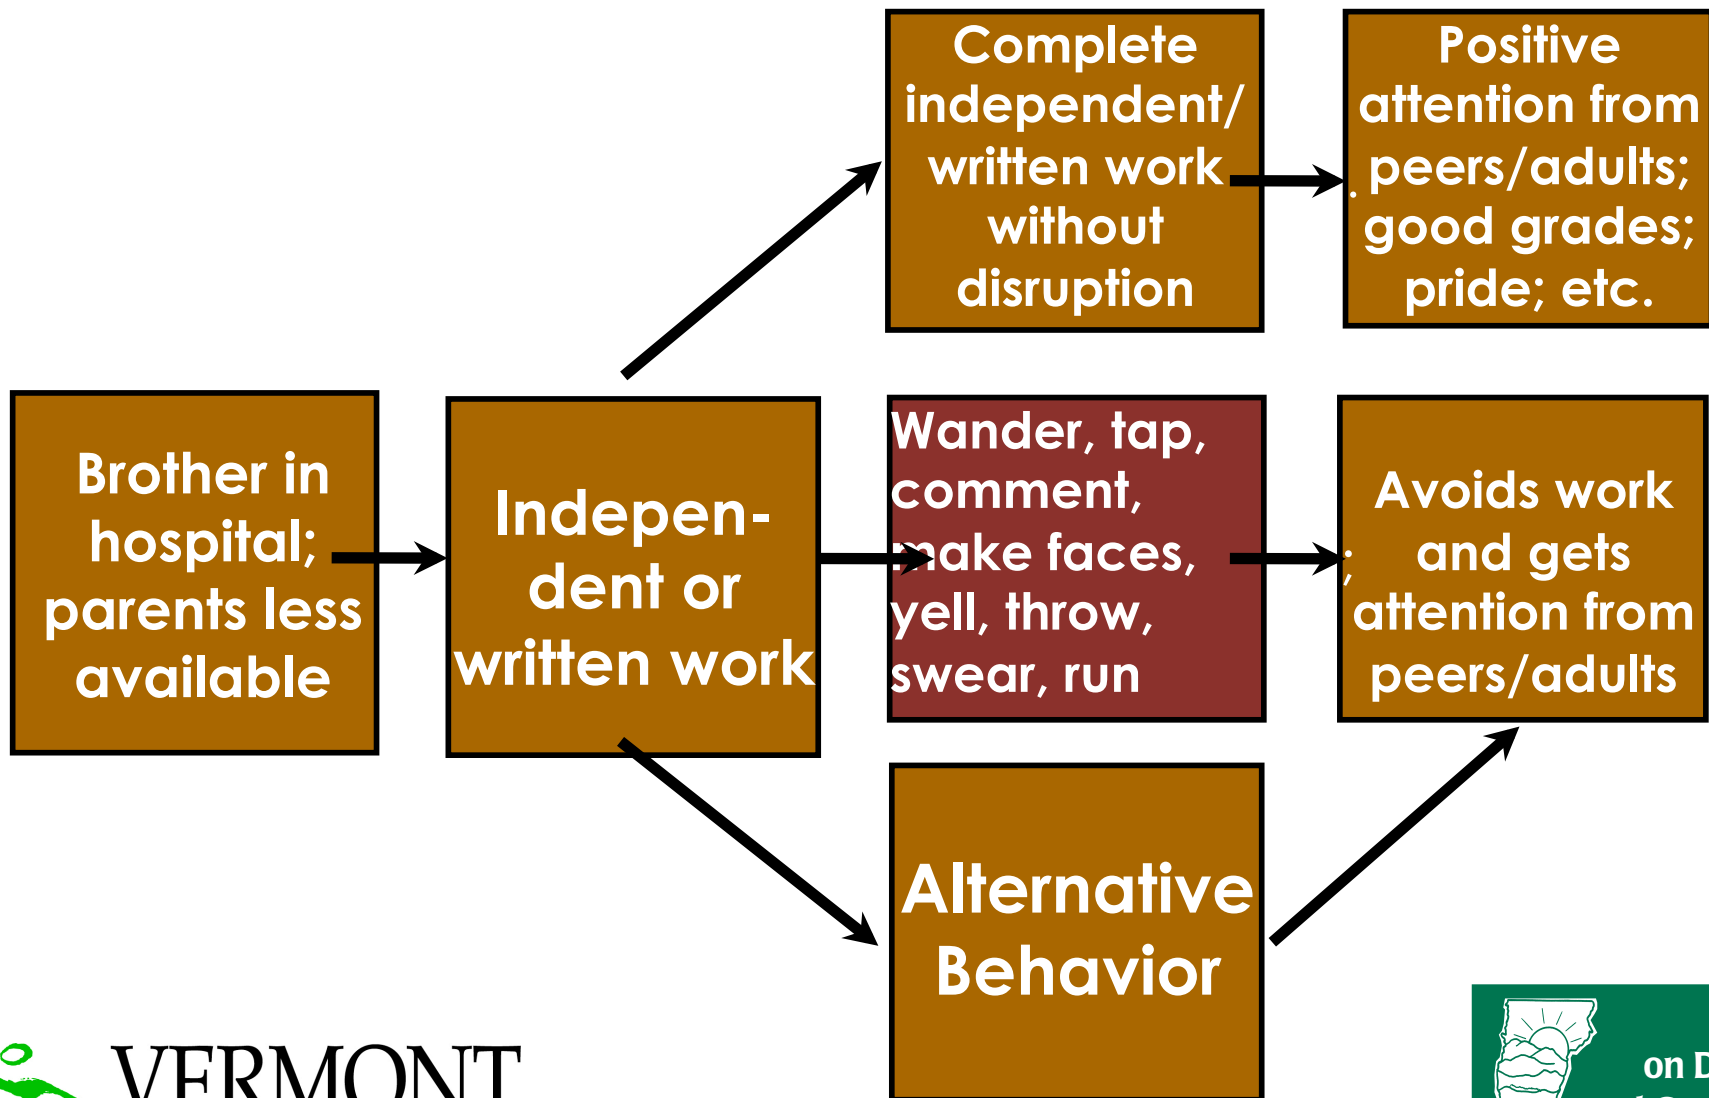 Complete
independent/
written work
without
disruption
Positive
attention from
peers/adults;
good grades;
pride; etc.
.
Brother in
hospital;
parents less
available
Indepen-
dent or
written work
Wander, tap,
comment,
make faces,
yell, throw,
swear, run
;
Avoids work
and gets
attention from
peers/adults
Alternative
Behavior
VERMONT
on D